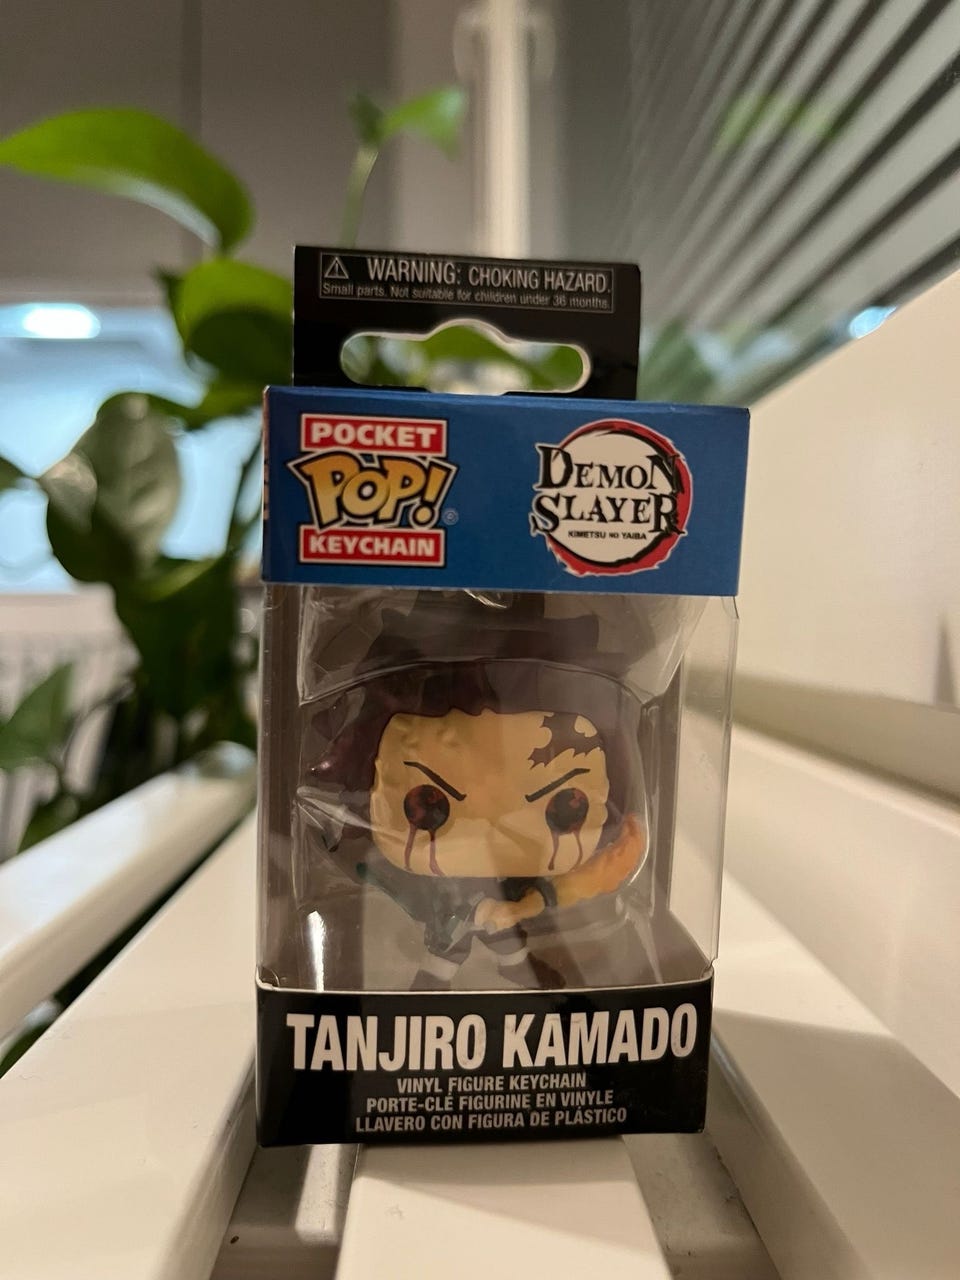 WARNING: CHOKING HAZARD.
Small parts. Not suitable for children under 36 months.
POCKET
POP!®
KEYCHAIN
DEMON
SLAYER
KIMETSU NO YAIBA
TANJIRO KAMADO
VINYL FIGURE KEYCHAIN
PORTE-CLÉ FIGURINE EN VINYLE
LLAVERO CON FIGURA DE PLÁSTICO